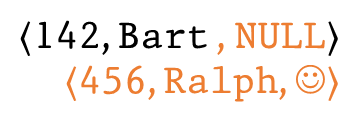 ⟨142, Bart, NULL⟩
⟨456, Ralph, ☺⟩